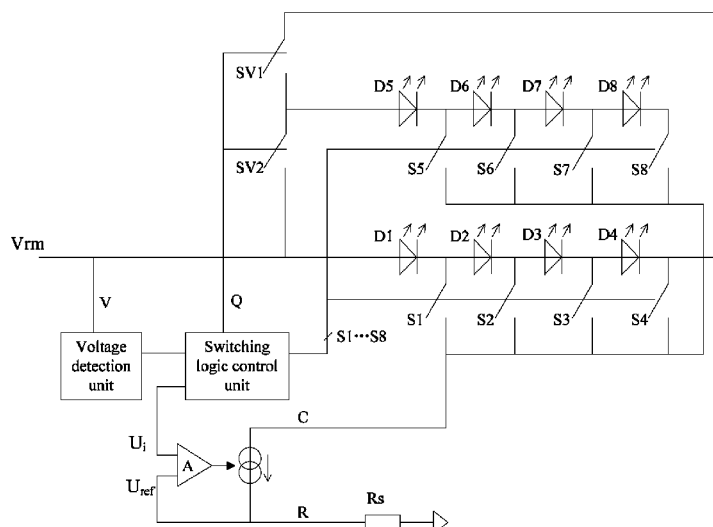 SV1
D5 D6 D7 D8
SV2
S5 S6 S7 S8
Vrm
D1 D2 D3 D4
V
Q
S1 S2 S3 S4
Voltage
detection
unit
Switching
logic control
unit
S1···S8
C
Ui
A
Uref
R
Rs